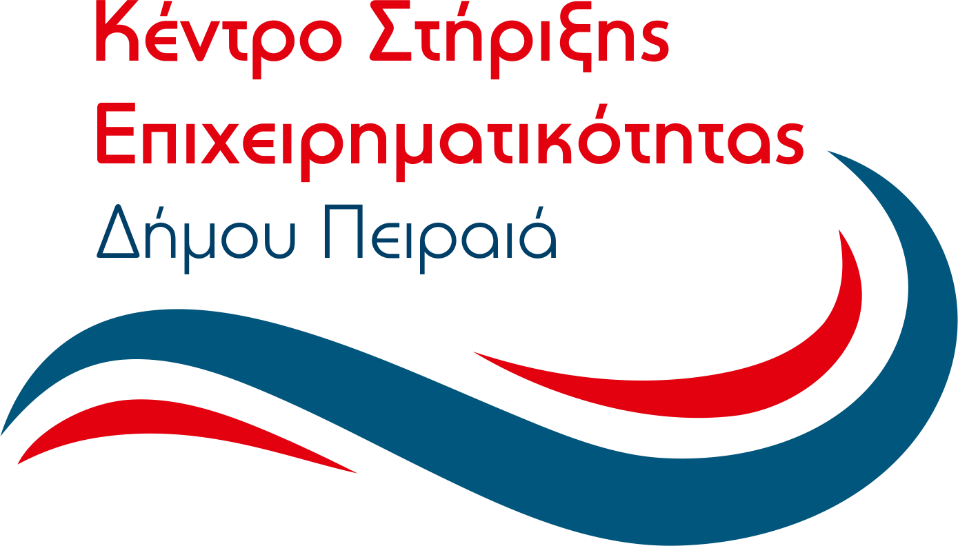 Κέντρο Στήριξης
Επιχειρηματικότητας
Δήμου Πειραιά